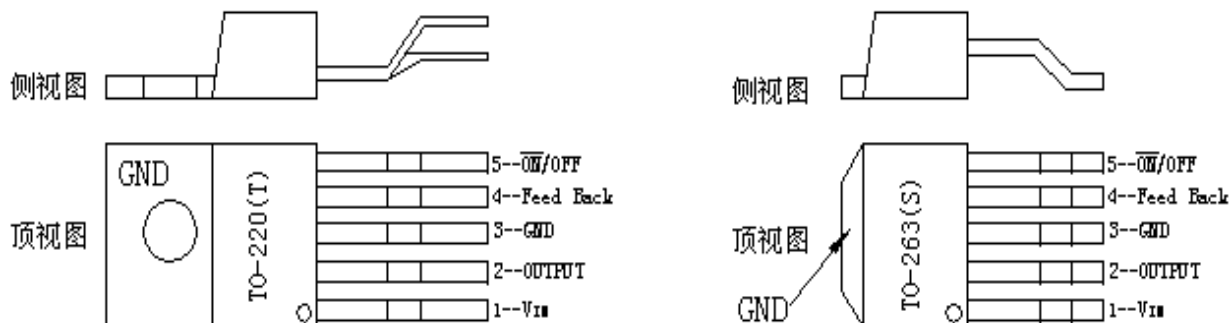 侧视图
顶视图
GND
TO-220(T)
5--ON/OFF
4--Feed Back
3--GND
2--OUTPUT
1--VIN
侧视图
顶视图
GND
TO-263(S)
5--ON/OFF
4--Feed Back
3--GND
2--OUTPUT
1--VIN